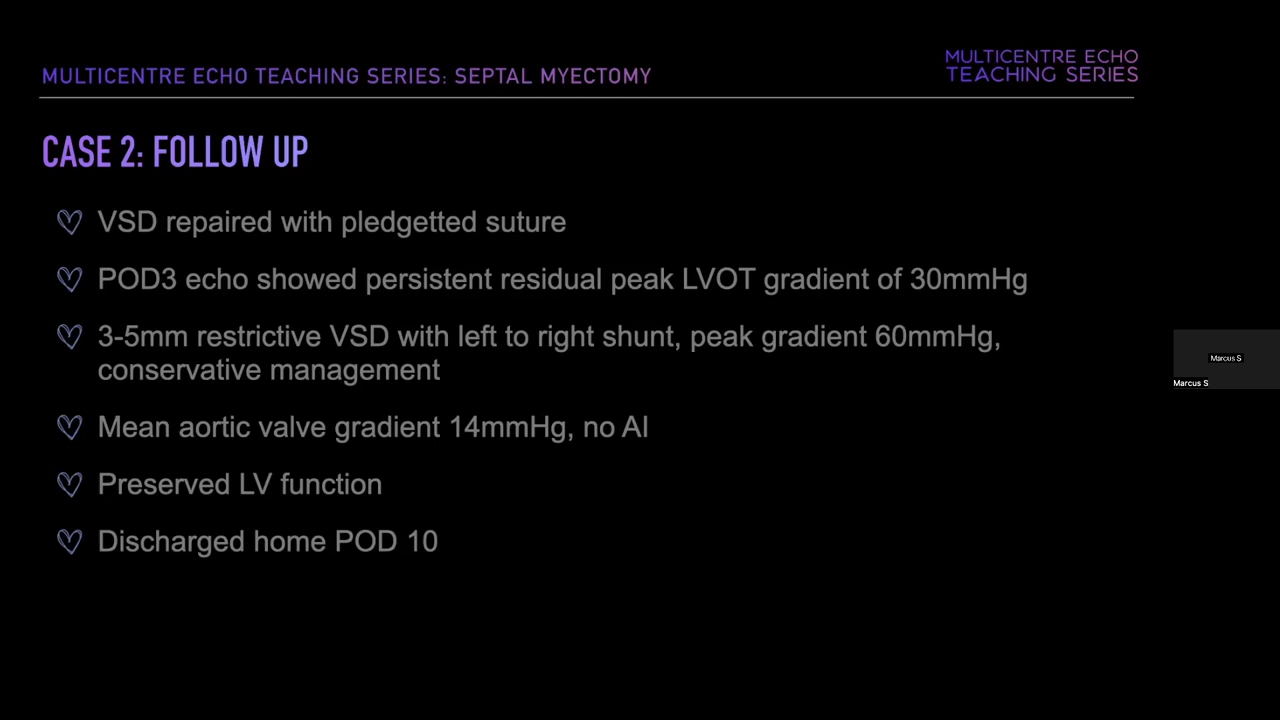 MULTICENTRE ECHO TEACHING SERIES: SEPTAL MYECTOMY
MULTICENTRE ECHO
TEACHING SERIES
CASE 2: FOLLOW UP
VSD repaired with pledgetted suture
POD3 echo showed persistent residual peak LVOT gradient of 30mmHg
3-5mm restrictive VSD with left to right shunt, peak gradient 60mmHg,
conservative management
Mean aortic valve gradient 14mmHg, no AI
Preserved LV function
Discharged home POD 10
Marcus S
Marcus S